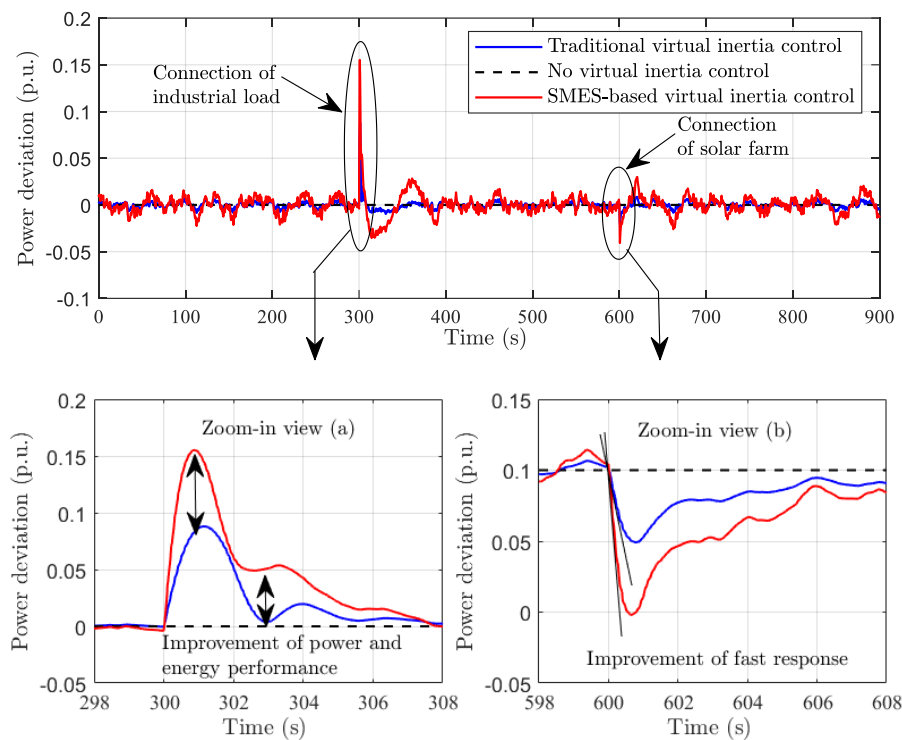 0.2
Traditional virtual inertia control
No virtual inertia control
SMES-based virtual inertia control
0.15
0.1
0.05
0
-0.05
-0.1
Power deviation (p.u.)
Connection of
industrial load
Connection
of solar farm
0 100 200 300 400 500 600 700 800 900
Time (s)
0.2
0.15
0.1
0.05
0
-0.05
Power deviation (p.u.)
Zoom-in view (a)
Improvement of power and
energy performance
298 300 302 304 306 308
Time (s)
0.15
0.1
0.05
0
-0.05
Power deviation (p.u.)
Zoom-in view (b)
Improvement of fast response
598 600 602 604 606 608
Time (s)